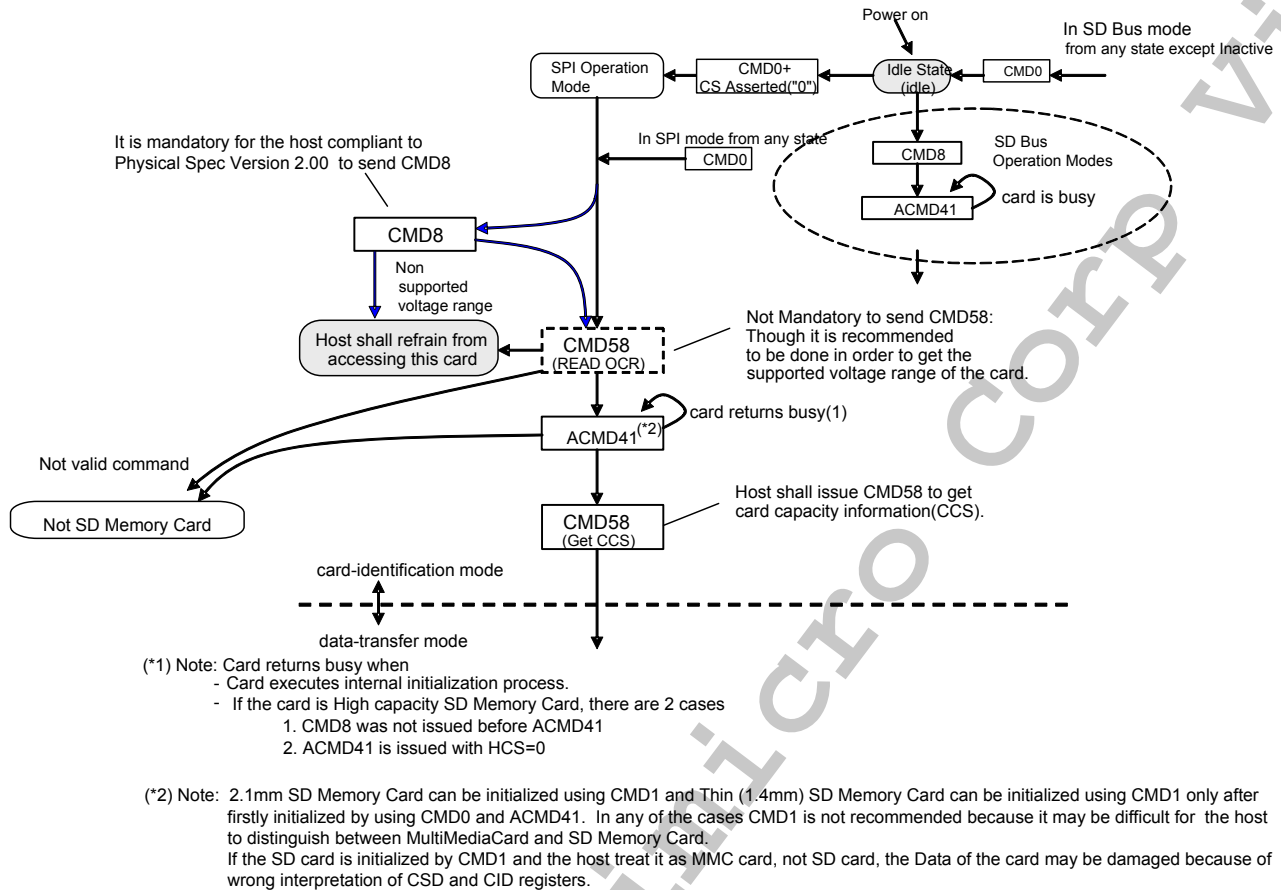 Power on
In SD Bus mode
from any state except Inactive
SPI Operation
Mode
CMD0+
CS Asserted("0")
Idle State
(idle)
CMD0
It is mandatory for the host compliant to
Physical Spec Version 2.00 to send CMD8
In SPI mode from any state
CMD0
CMD8
SD Bus
Operation Modes
ACMD41
card is busy
CMD8
Non
supported
voltage range
Host shall refrain from
accessing this card
CMD58
(READ OCR)
Not Mandatory to send CMD58:
Though it is recommended
to be done in order to get the
supported voltage range of the card.
ACMD41(*2)
card returns busy(1)
Not valid command
Not SD Memory Card
CMD58
(Get CCS)
Host shall issue CMD58 to get
card capacity information(CCS).
card-identification mode
data-transfer mode
(*1) Note: Card returns busy when
- Card executes internal initialization process.
- If the card is High capacity SD Memory Card, there are 2 cases
1. CMD8 was not issued before ACMD41
2. ACMD41 is issued with HCS=0
(*2) Note: 2.1mm SD Memory Card can be initialized using CMD1 and Thin (1.4mm) SD Memory Card can be initialized using CMD1 only after
firstly initialized by using CMD0 and ACMD41. In any of the cases CMD1 is not recommended because it may be difficult for the host
to distinguish between MultiMediaCard and SD Memory Card.
If the SD card is initialized by CMD1 and the host treat it as MMC card, not SD card, the Data of the card may be damaged because of
wrong interpretation of CSD and CID registers.
imicro Corp vi